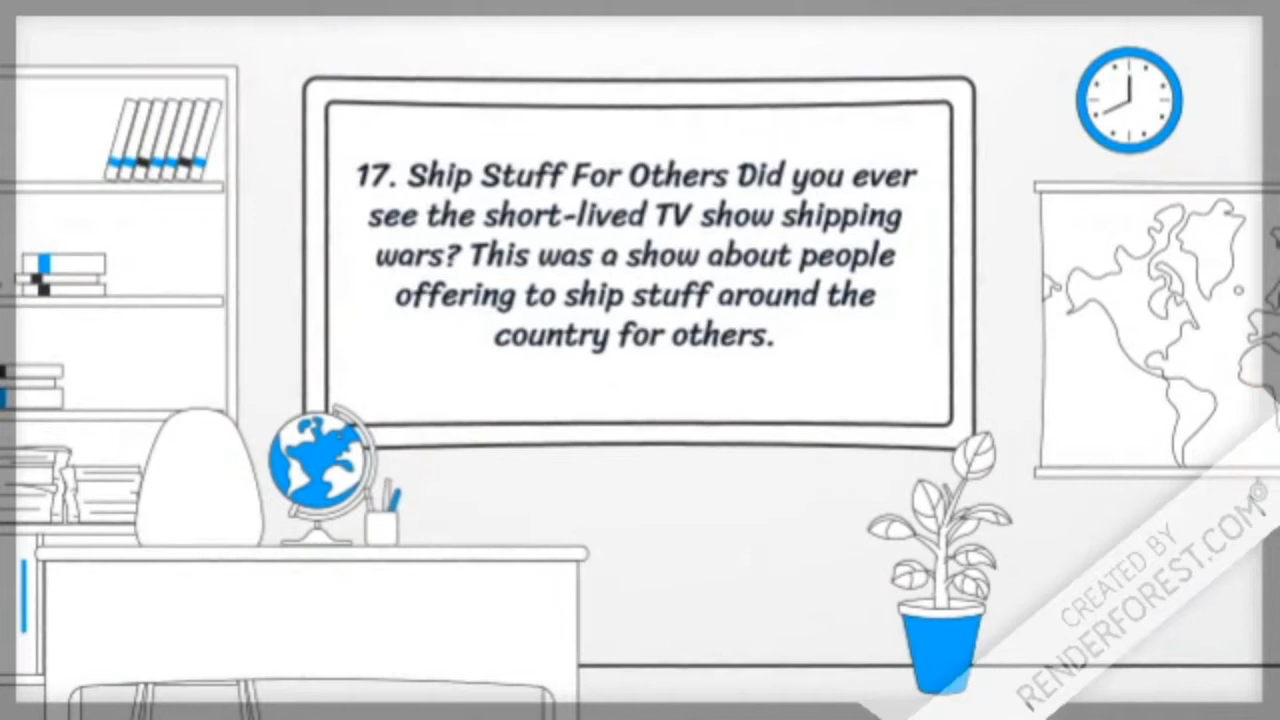 17. Ship Stuff For Others Did you ever
see the short-lived TV show shipping
wars? This was a show about people
offering to ship stuff around the
country for others.
CREATED BY
RENDERFOREST.COM